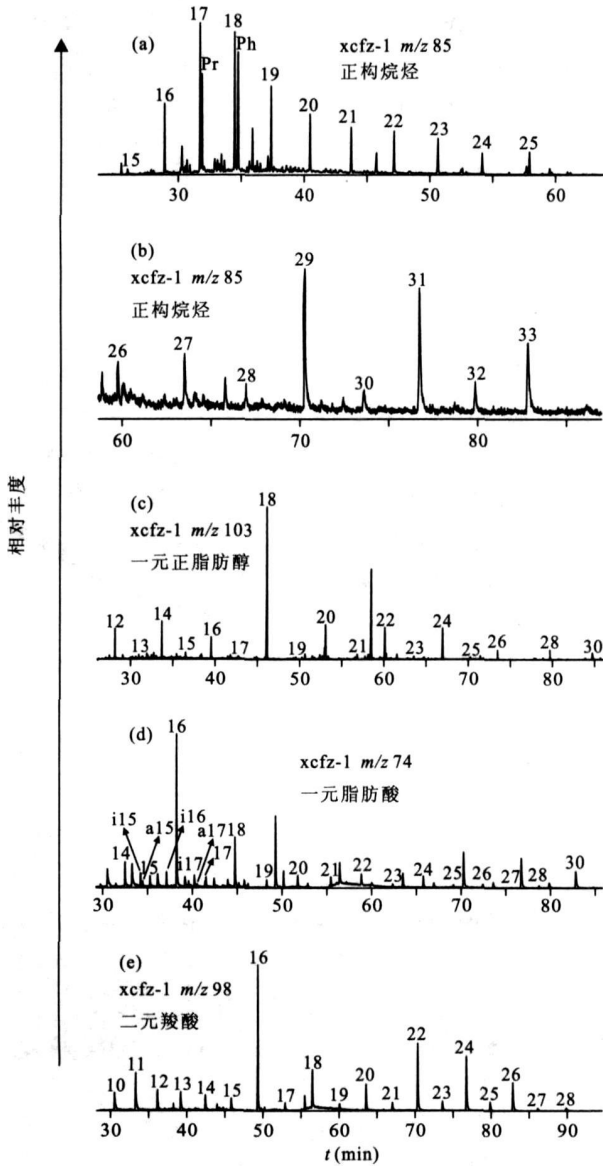 相对丰度
(a)
xcfz-1 m/z 85
正构烷烃
15 16 17 Pr 18 Ph 19 20 21 22 23 24 25
30 40 50 60
(b)
xcfz-1 m/z 85
正构烷烃
26 27 28 29 30 31 32 33
60 70 80
(c)
xcfz-1 m/z 103
一元正脂肪醇
12 13 14 15 16 17 18 19 20 21 22 23 24 25 26 28 30
30 40 50 60 70 80
(d)
xcfz-1 m/z 74
一元脂肪酸
14 i15 a15 15 i16 16 i17 a17 17 18 19 20 21 22 23 24 25 26 27 28 30
30 40 50 60 70 80
(e)
xcfz-1 m/z 98
二元羧酸
10 11 12 13 14 15 16 17 18 19 20 21 22 23 24 25 26 27 28
30 40 50 60 70 80 90
t (min)